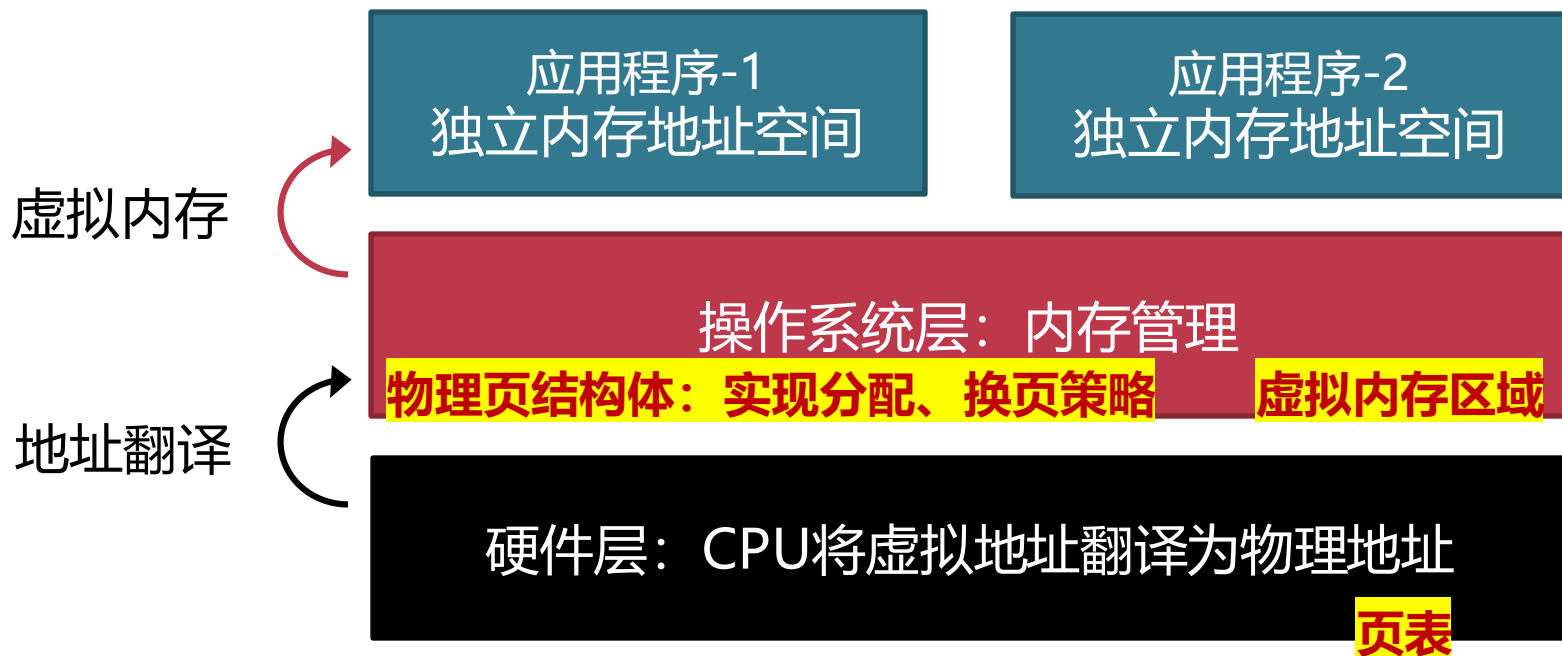 应用程序-1
独立内存地址空间
应用程序-2
独立内存地址空间
虚拟内存
操作系统层：内存管理
物理页结构体：实现分配、换页策略
虚拟内存区域
地址翻译
硬件层：CPU将虚拟地址翻译为物理地址
页表